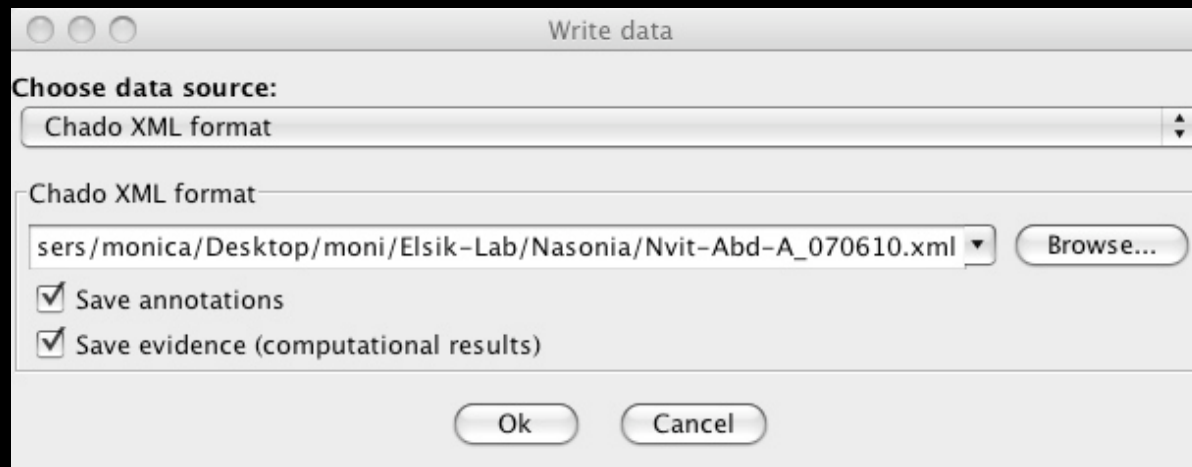 Write data
Choose data source:
Chado XML format
Chado XML format
sers/monica/Desktop/moni/Elsik-Lab/Nasonia/Nvit-Abd-A_070610.xml Browse...
Save annotations
Save evidence (computational results)
Ok Cancel